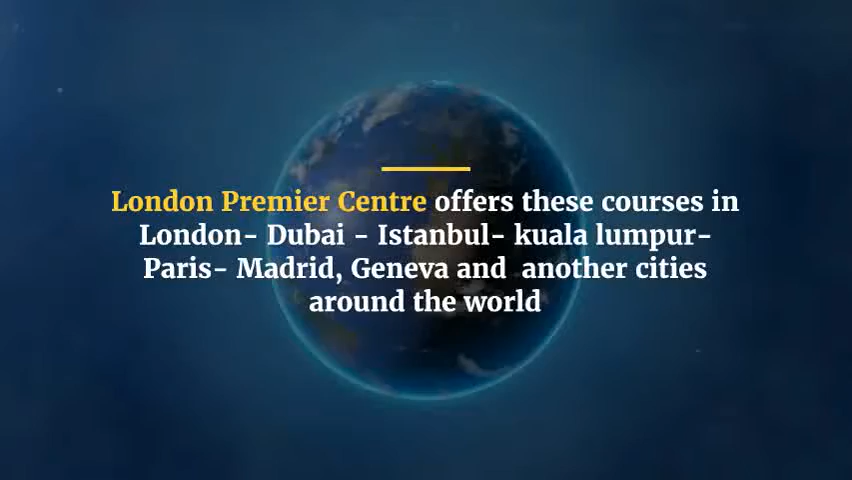 London Premier Centre offers these courses in
London- Dubai - Istanbul- kuala lumpur-
Paris- Madrid, Geneva and  another cities
around the world